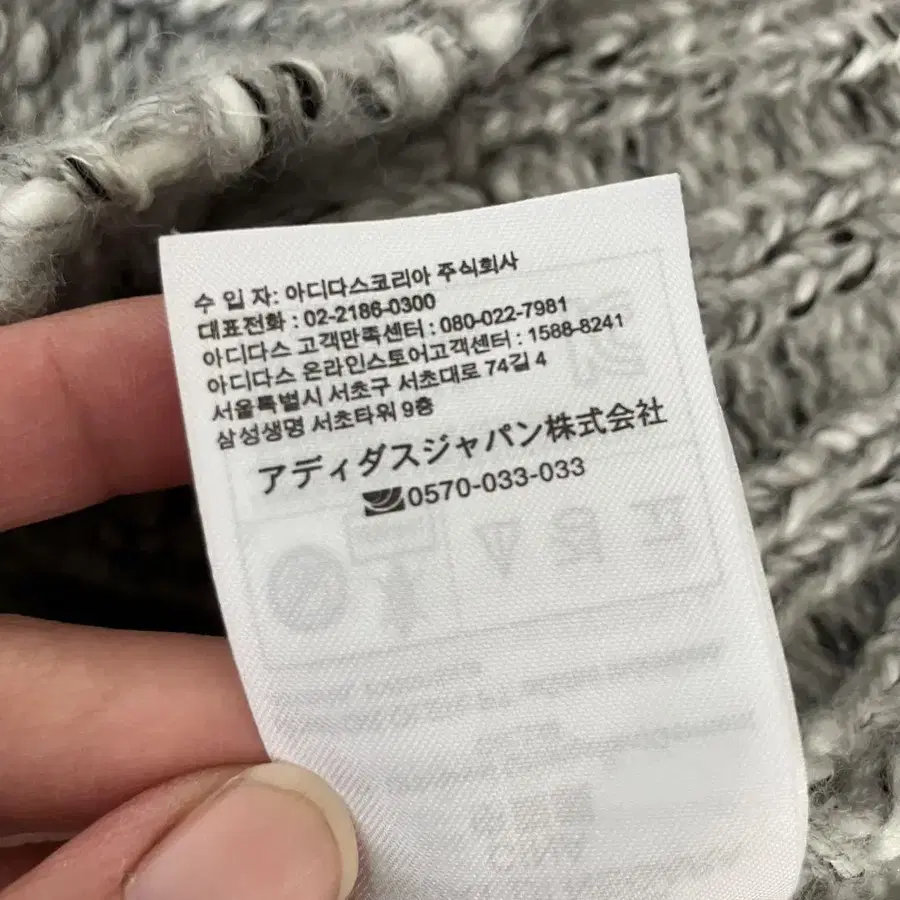 수 입 자: 아디다스코리아 주식회사
대표전화 : 02-2186-0300
아디다스 고객만족센터 : 080-022-7981
아디다스 온라인스토어고객센터 : 1588-8241
서울특별시 서초구 서초대로 74길 4
삼성생명 서초타워 9층
アディダスジャパン株式会社
0570-033-033